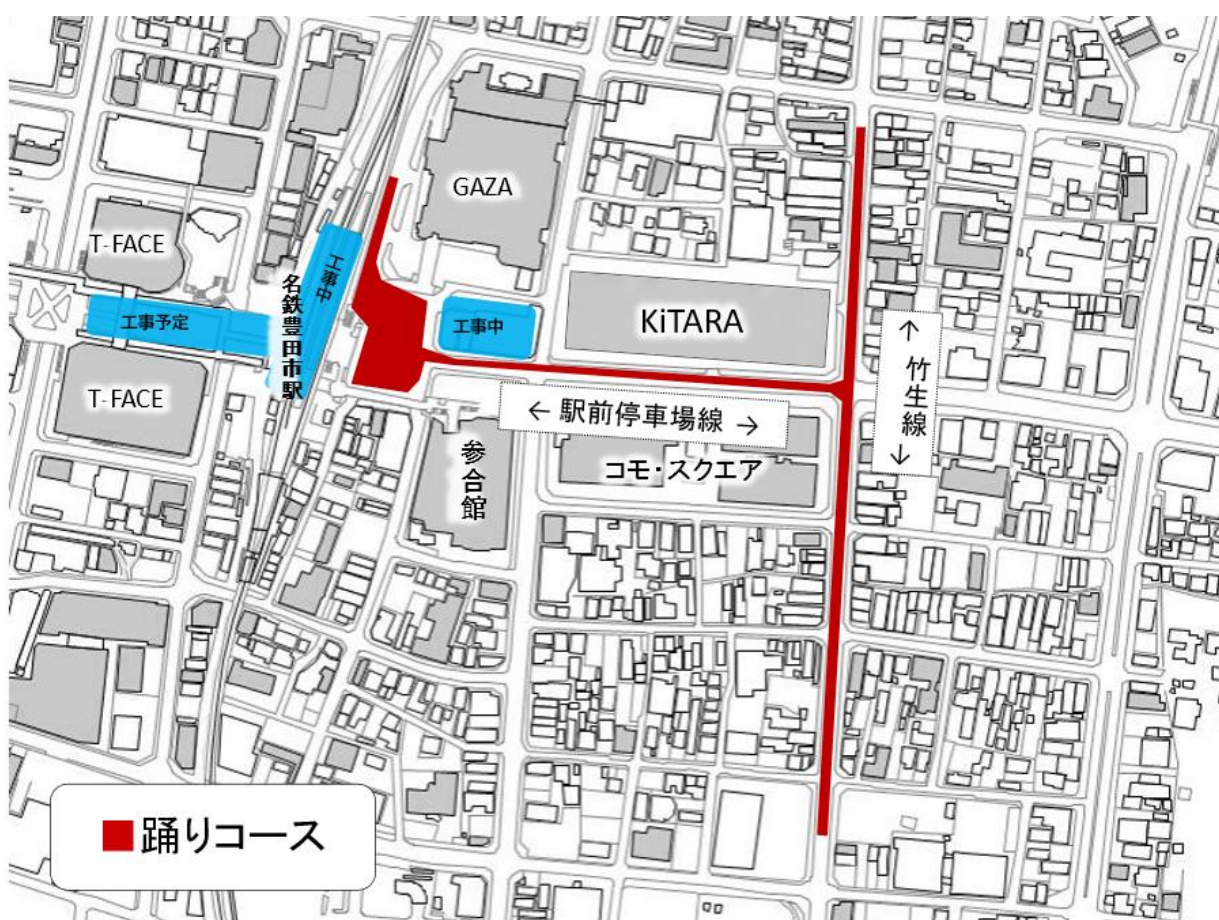 GAZA
T-FACE
工事中
名鉄豊田市駅
工事予定
工事中
KiTARA
T-FACE
← 駅前停車場線 →
← 竹生線 →
参合館
コモ・スクエア
■踊りコース